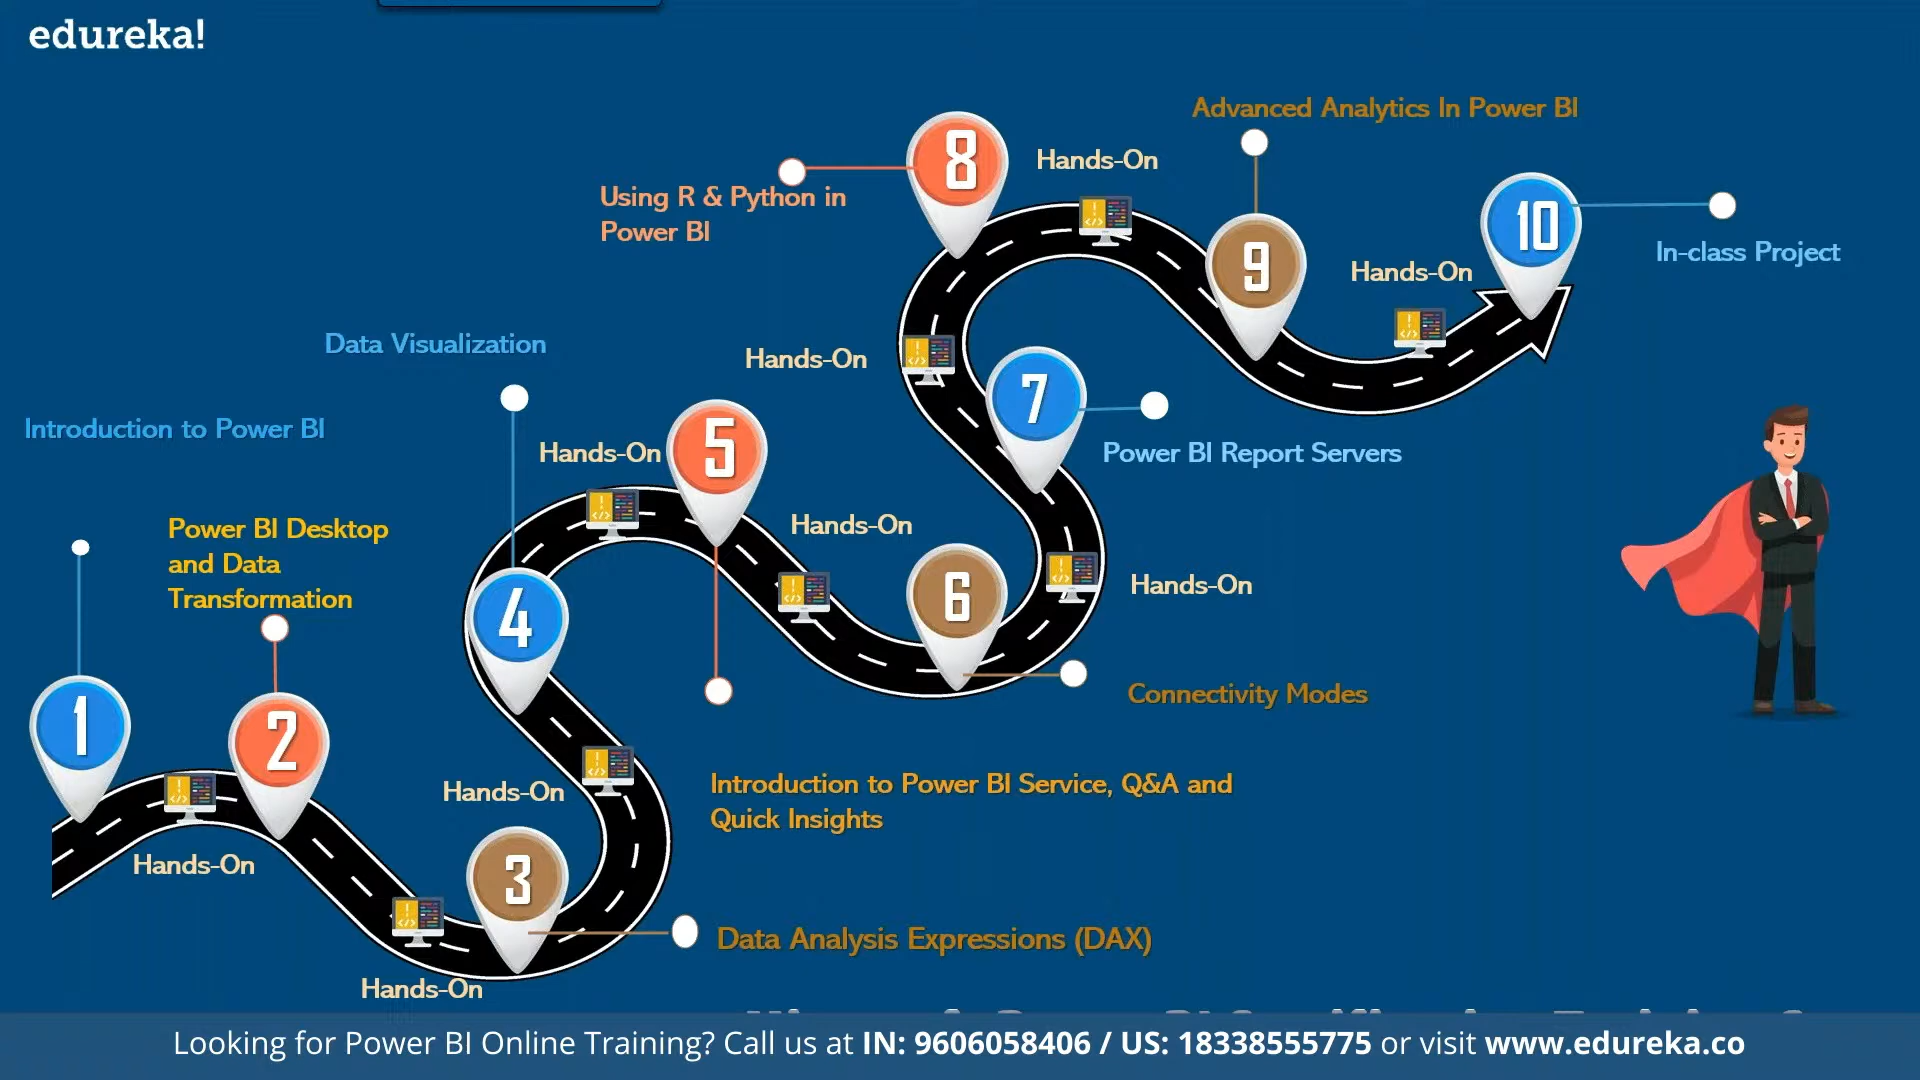 edureka!
Advanced Analytics In Power BI
8
Hands-On
Using R & Python in
Power BI
10
In-class Project
9
Hands-On
Data Visualization
Hands-On
7
Introduction to Power BI
5
Hands-On
Power BI Report Servers
Power BI Desktop
and Data
Transformation
Hands-On
6
Hands-On
4
Connectivity Modes
1
2
Hands-On
Introduction to Power BI Service, Q&A and
Quick Insights
Hands-On
3
Data Analysis Expressions (DAX)
Hands-On
Looking for Power BI Online Training? Call us at IN: 9606058406 / US: 18338555775 or visit www.edureka.co